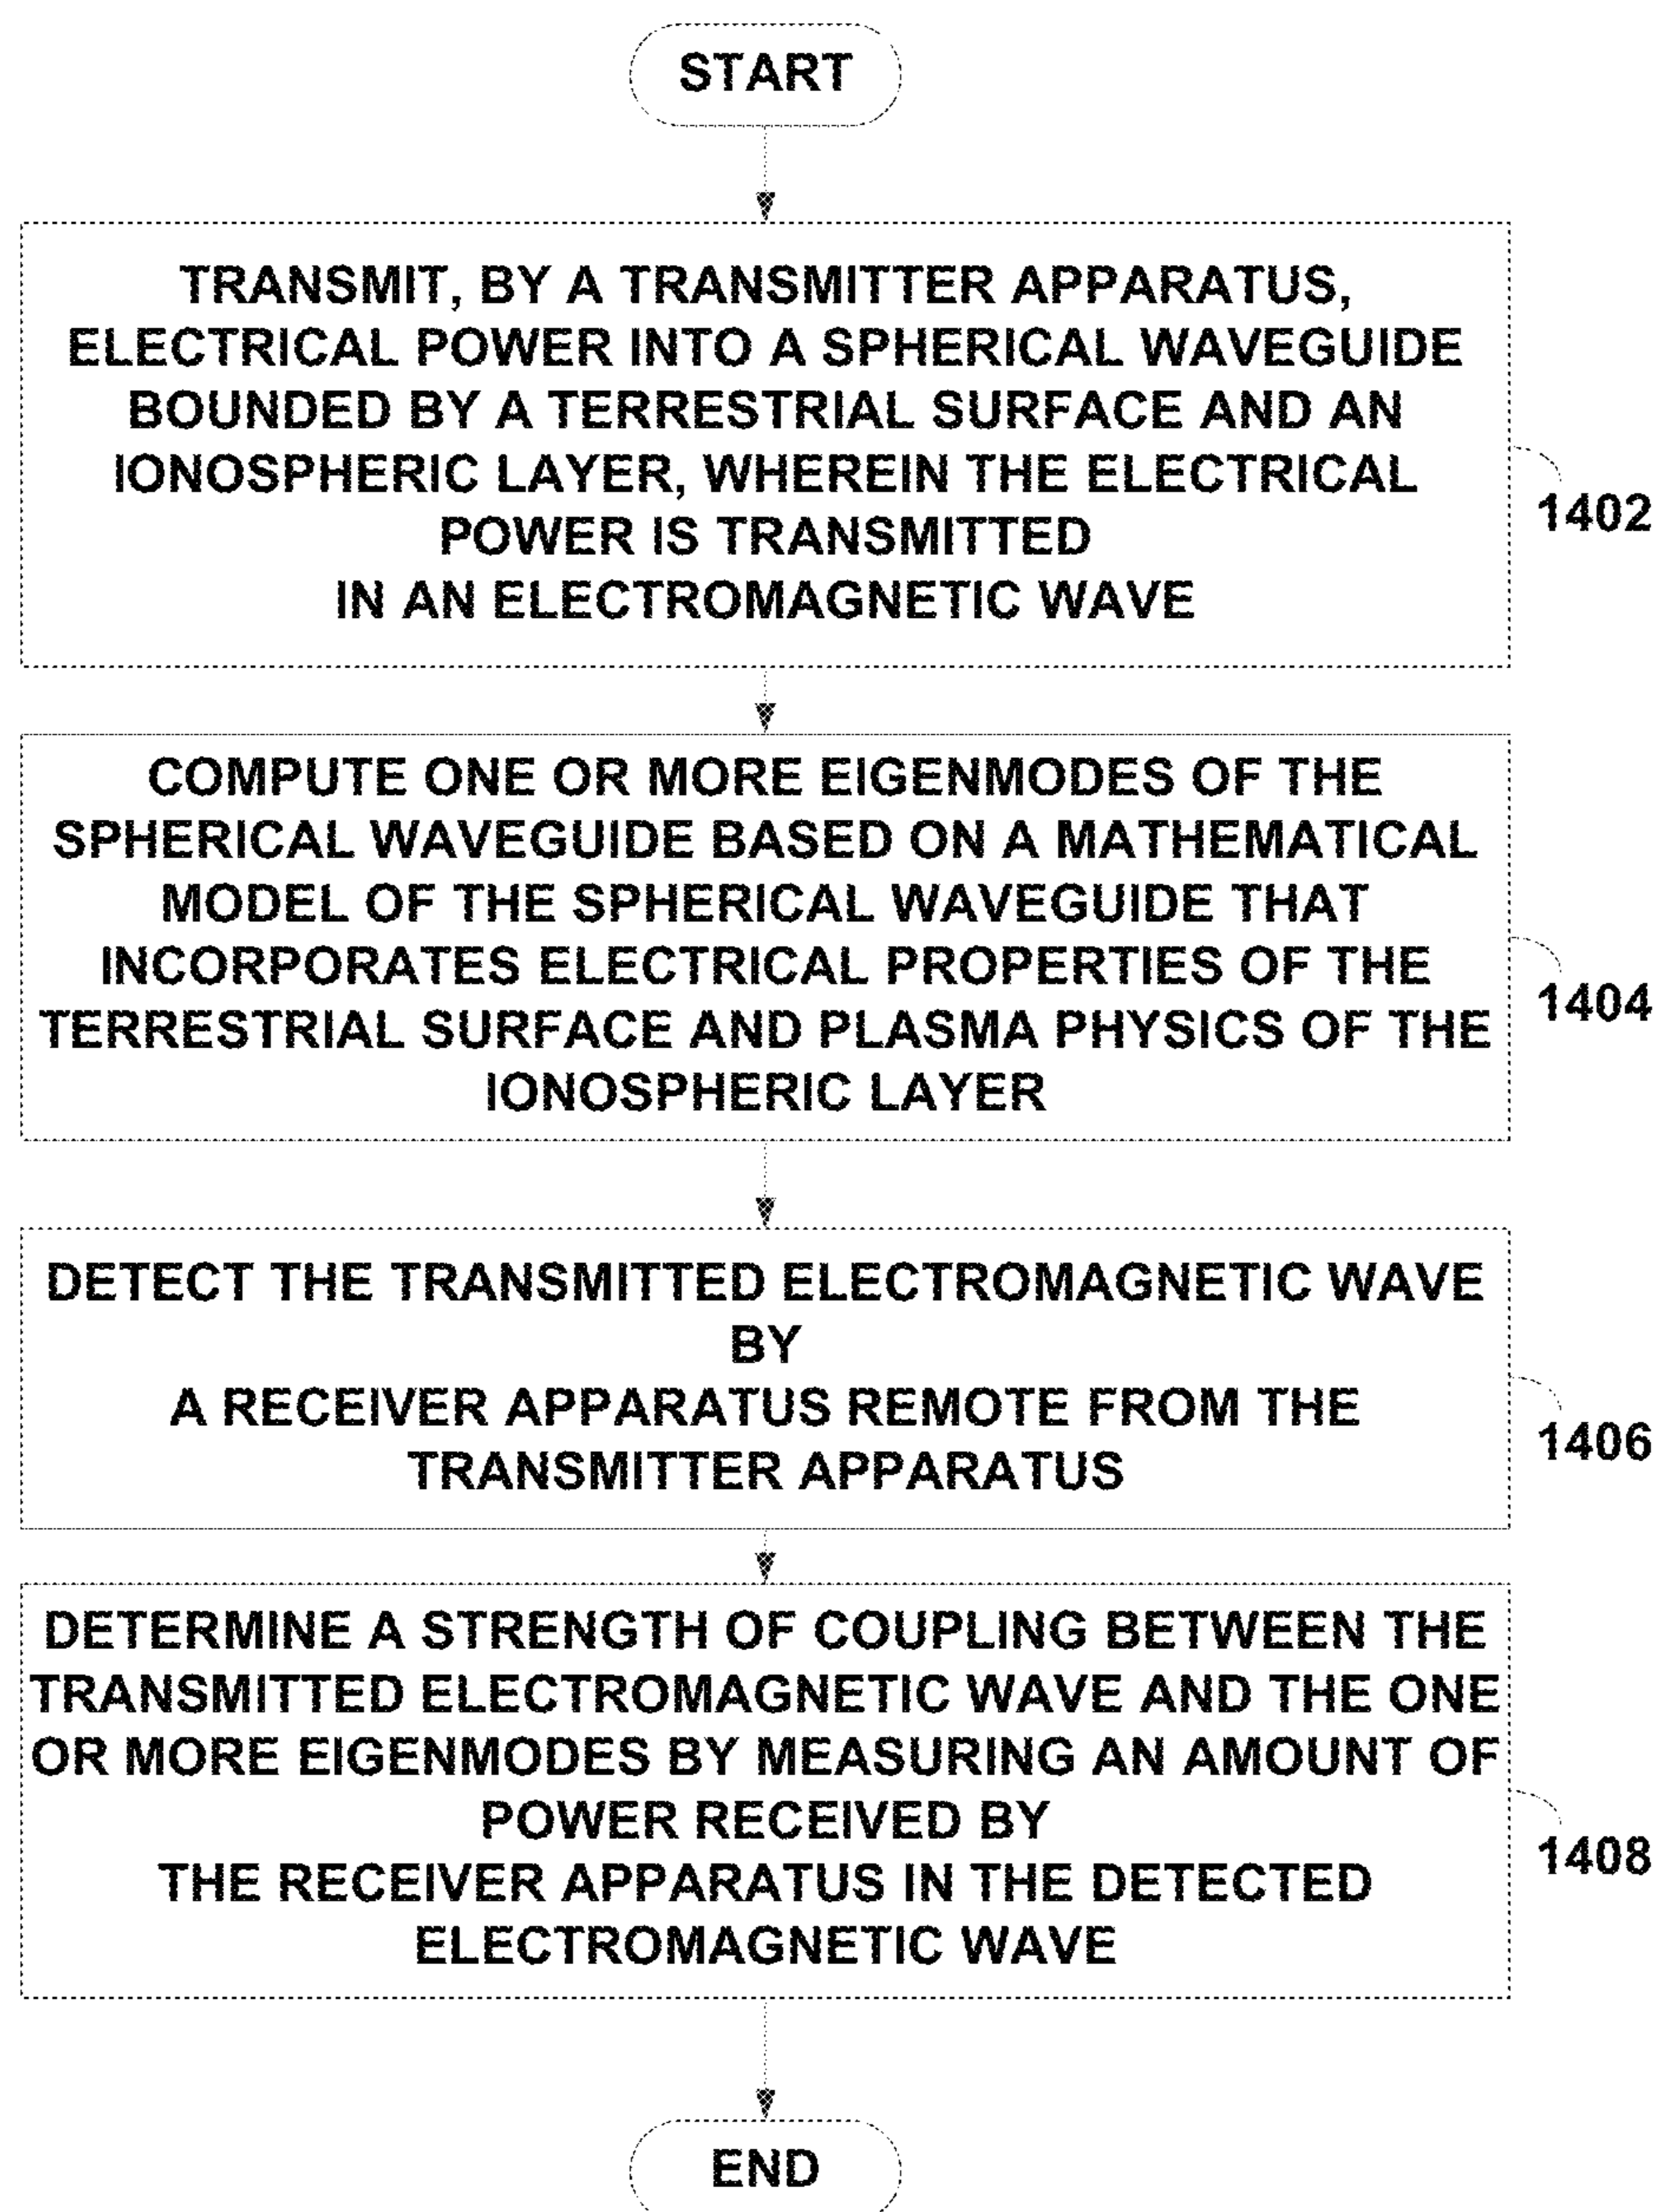 START
TRANSMIT, BY A TRANSMITTER APPARATUS,
ELECTRICAL POWER INTO A SPHERICAL WAVEGUIDE
BOUNDED BY A TERRESTRIAL SURFACE AND AN
IONOSPHERIC LAYER, WHEREIN THE ELECTRICAL
POWER IS TRANSMITTED
IN AN ELECTROMAGNETIC WAVE
1402
COMPUTE ONE OR MORE EIGENMODES OF THE
SPHERICAL WAVEGUIDE BASED ON A MATHEMATICAL
MODEL OF THE SPHERICAL WAVEGUIDE THAT
INCORPORATES ELECTRICAL PROPERTIES OF THE
TERRESTRIAL SURFACE AND PLASMA PHYSICS OF THE
IONOSPHERIC LAYER
1404
DETECT THE TRANSMITTED ELECTROMAGNETIC WAVE
BY
A RECEIVER APPARATUS REMOTE FROM THE
TRANSMITTER APPARATUS
1406
DETERMINE A STRENGTH OF COUPLING BETWEEN THE
TRANSMITTED ELECTROMAGNETIC WAVE AND THE ONE
OR MORE EIGENMODES BY MEASURING AN AMOUNT OF
POWER RECEIVED BY
THE RECEIVER APPARATUS IN THE DETECTED
ELECTROMAGNETIC WAVE
1408
END